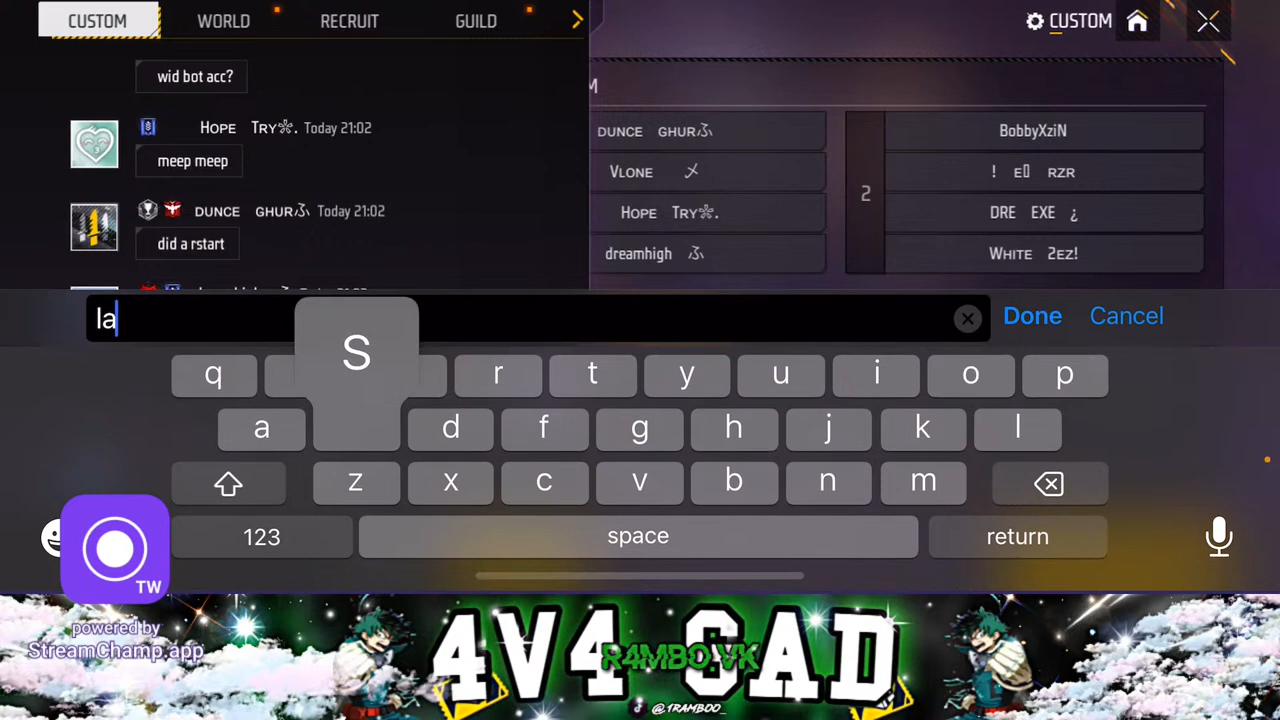 CUSTOM WORLD RECRUIT GUILD
CUSTOM
wid bot acc?
HOPE TRY❊. Today 21:02
meep meep
DUNCE GHURふ Today 21:02
did a rstart
DUNCE GHURふ
VLONE メ
HOPE TRY❊.
dreamhigh ふ
2
BobbyXziN
! E RZR
DRE EXE ¿
WHITE 2EZ!
la
Done Cancel
S
q r t y u i o p
a d f g h j k l
z x c v b n m
123 space return
TW
powered by
StreamChamp.app
4V4 SAD
R4MBO.VK
@1RAMBOO_